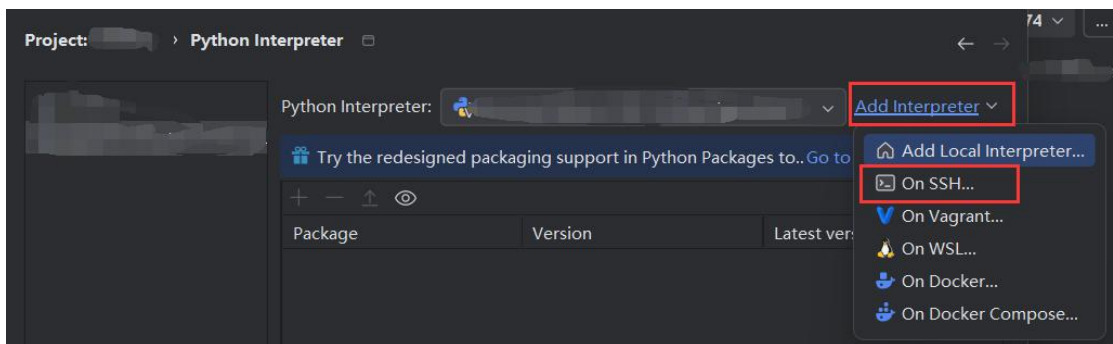 74 ...
Project: › Python Interpreter
Python Interpreter: Add Interpreter
Try the redesigned packaging support in Python Packages to.. Go to
Add Local Interpreter...
On SSH...
On Vagrant...
On WSL...
On Docker...
On Docker Compose...
Package Version Latest ver